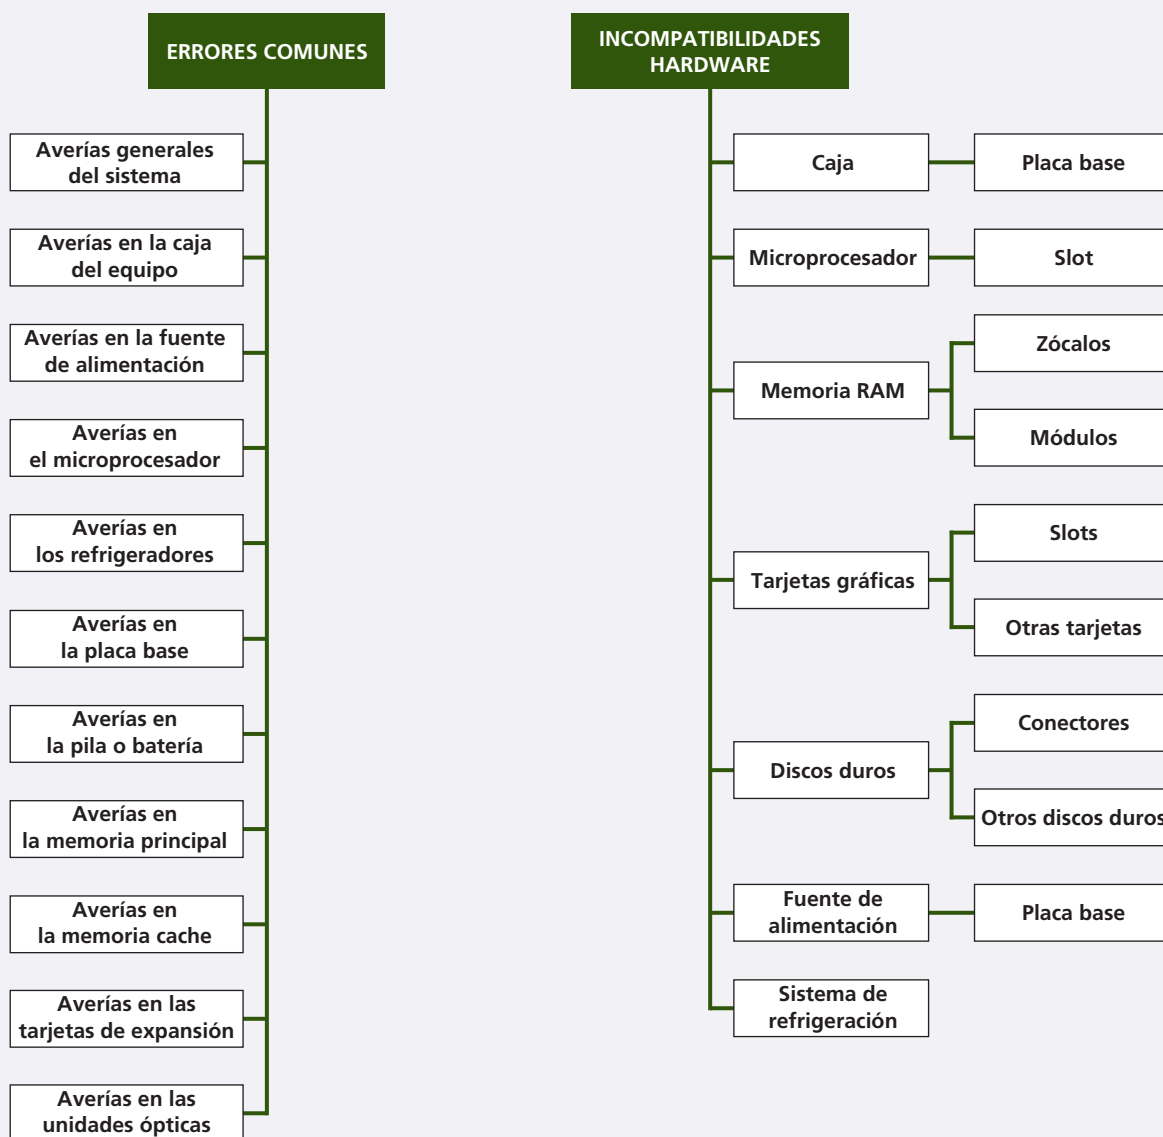 ERRORES COMUNES
Averías generales
del sistema
Averías en la caja
del equipo
Averías en la fuente
de alimentación
Averías en
el microprocesador
Averías en
los refrigeradores
Averías en
la placa base
Averías en
la pila o batería
Averías en
la memoria principal
Averías en
la memoria cache
Averías en las
tarjetas de expansión
Averías en las
unidades ópticas
INCOMPATIBILIDADES
HARDWARE
Caja
Placa base
Microprocesador
Slot
Memoria RAM
Zócalos
Módulos
Tarjetas gráficas
Slots
Otras tarjetas
Discos duros
Conectores
Otros discos duros
Fuente de
alimentación
Placa base
Sistema de
refrigeración